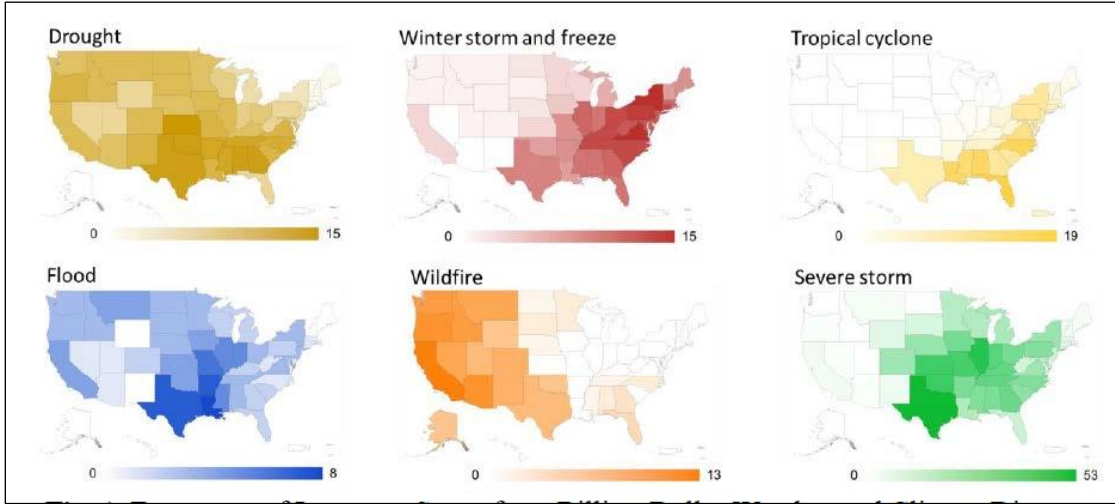 Drought
Winter storm and freeze
Tropical cyclone
0 15
0 15
0 19
Flood
Wildfire
Severe storm
0 8
0 13
0 53